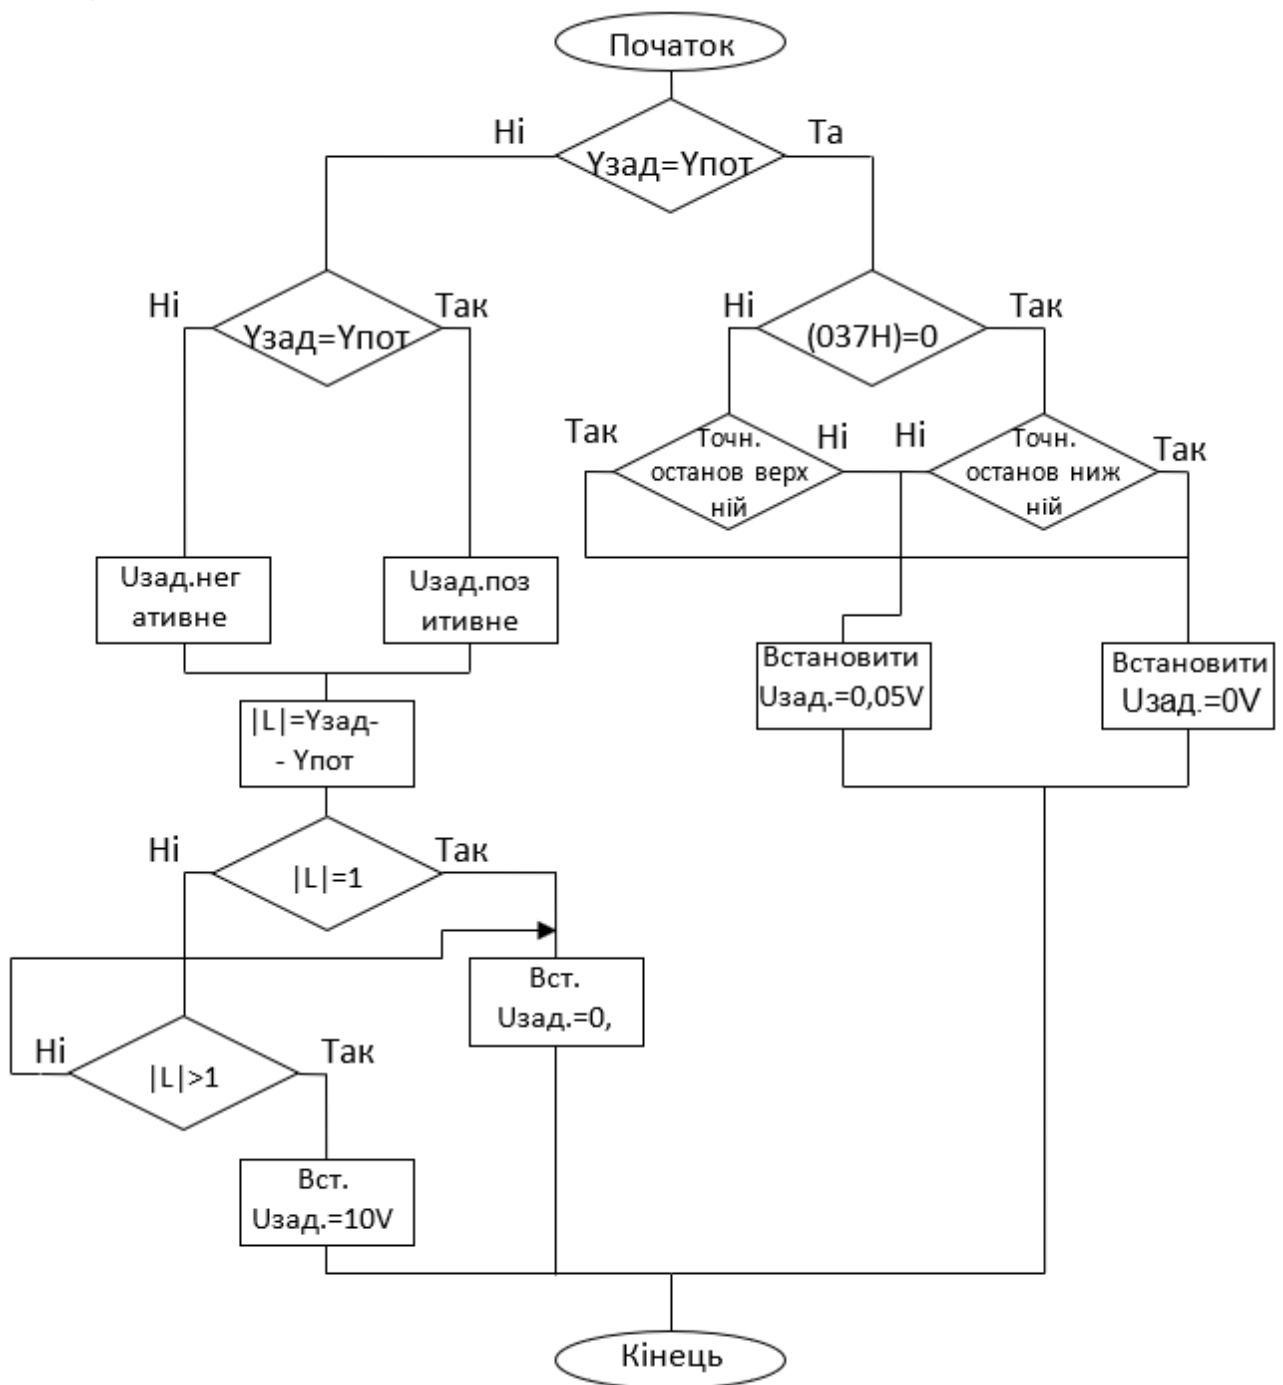 Початок
Ні
Та
Yзад=Yпот
Ні
Так
Yзад=Yпот
Ні
Так
(037Н)=0
Так
Точн.
останов верх
ній
Ні
Ні
Точн.
останов ниж
ній
Так
Uзад.нег
ативне
Uзад.поз
итивне
Встановити
Uзад.=0,05V
Встановити
Uзад.=0V
|L|=Yзад-
- Yпот
Ні
Так
|L|=1
Вст.
Uзад.=0,
Ні
Так
|L|>1
Вст.
Uзад.=10V
Кінець